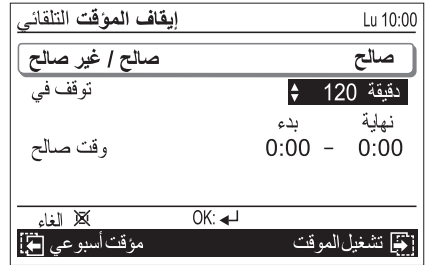 إيقاف المؤقت التلقائي Lu 10:00
صالح / غير صالح صالح
توقف في 120 دقيقة
بدء نهاية
وقت صالح 0:00 – 0:00
الغاء OK:
مؤقت أسبوعي تشغيل الموقت